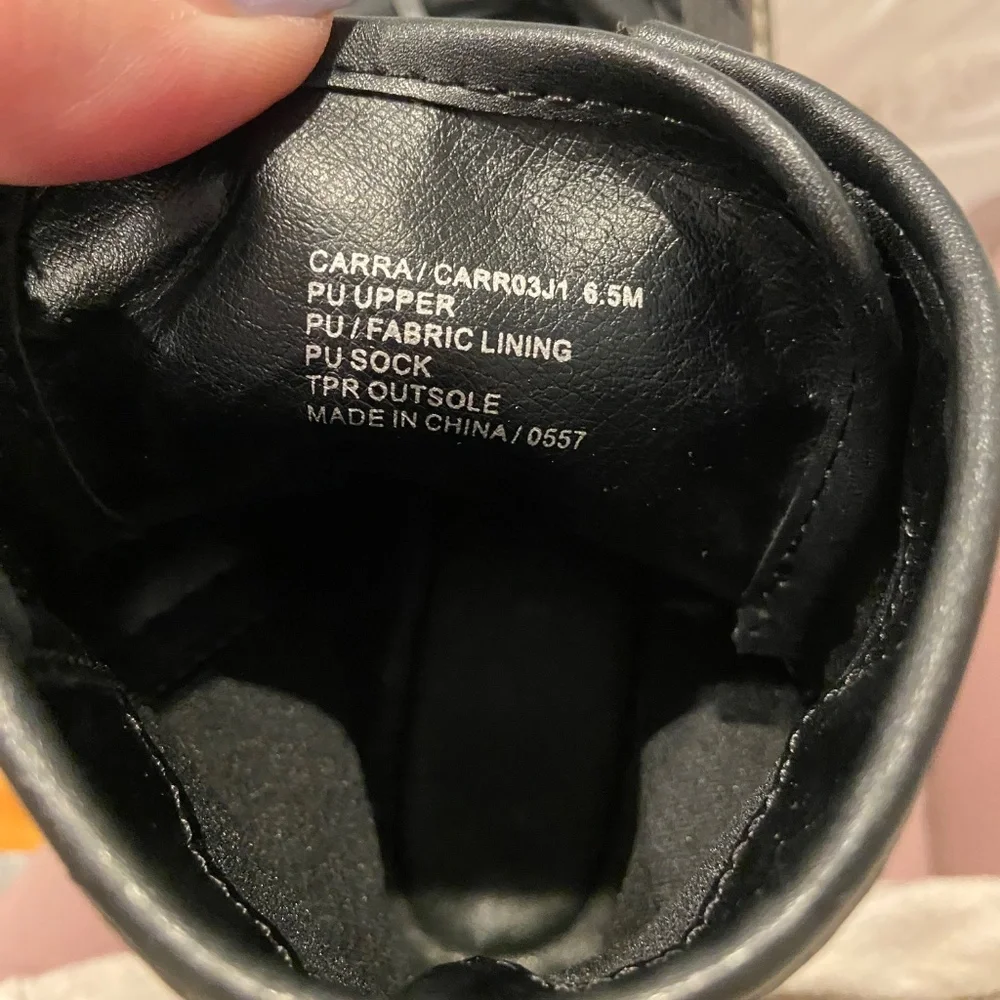 CARRA / CARR03J1 6.5M
PU UPPER
PU / FABRIC LINING
PU SOCK
TPR OUTSOLE
MADE IN CHINA / 0557